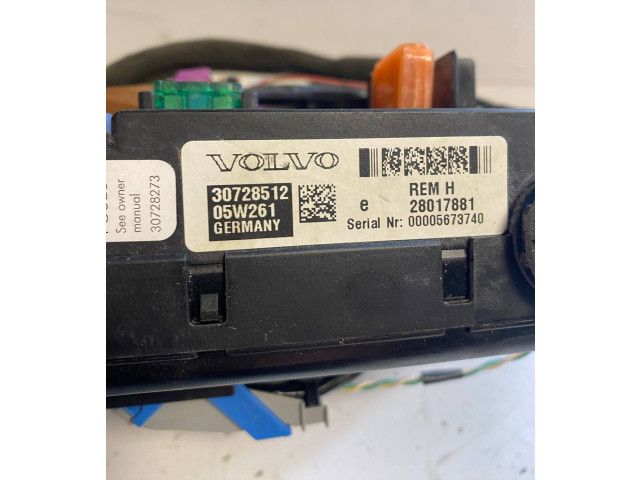 VOLVO
30728512
05W261
GERMANY
REM H
e 28017881
Serial Nr: 00005673740
See owner
manual
30728273